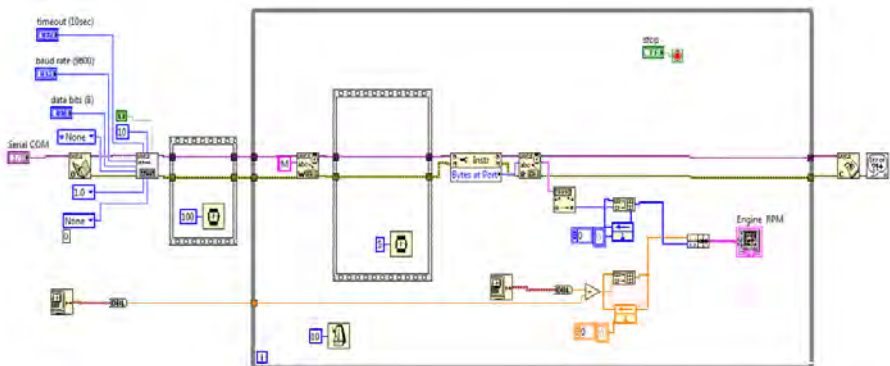 timeout (10sec)
baud rate (9600)
data bits (8)
10
None
Serial COM
1.0
None
0
100
M
5
Instr
Bytes at Port
stop
Engine RPM
0
DBL
DBL
0
10
i